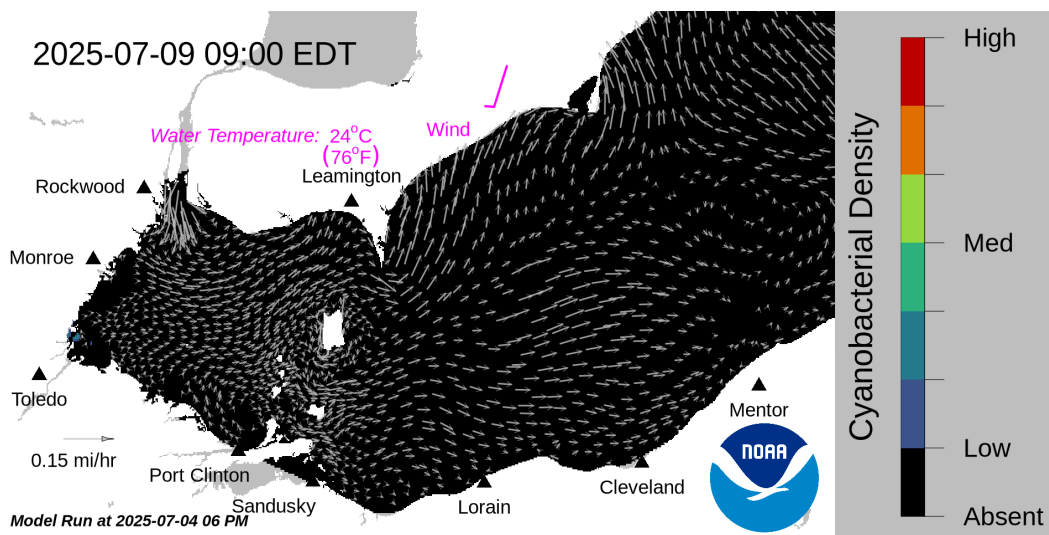 2025-07-09 09:00 EDT
Water Temperature: 24°C
(76°F)
Wind
Leamington
Rockwood
Monroe
Toledo
0.15 mi/hr
Port Clinton
Sandusky
Lorain
Cleveland
Mentor
NOAA
Model Run at 2025-07-04 06 PM
Cyanobacterial Density
High
Med
Low
Absent